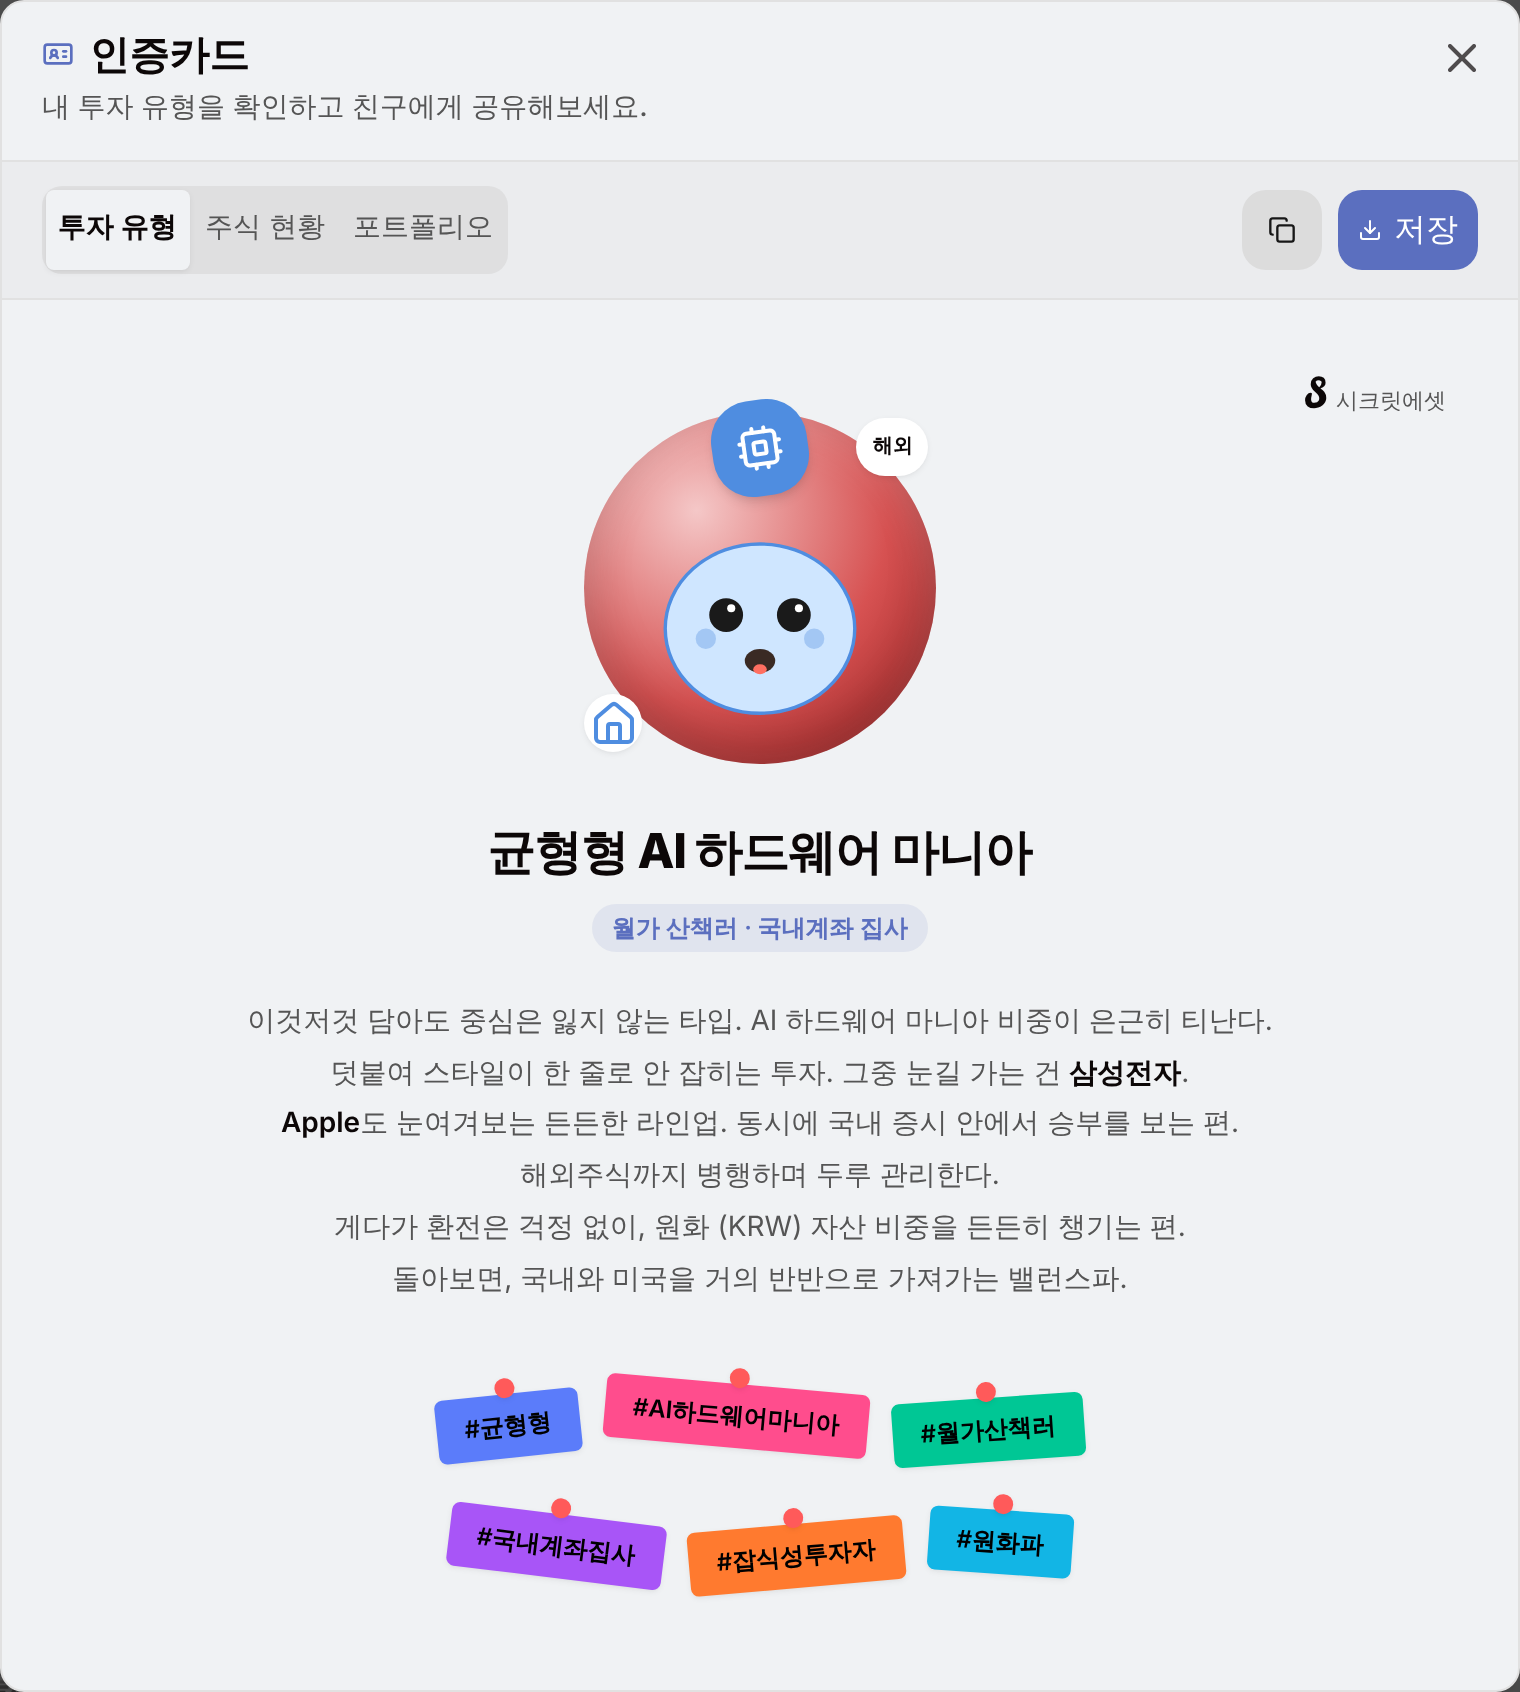 인증카드
내 투자 유형을 확인하고 친구에게 공유해보세요.
투자 유형
주식 현황
포트폴리오
저장
S 시크릿에셋
해외
균형형 AI 하드웨어 마니아
월가 산책러 · 국내계좌 집사
이것저것 담아도 중심은 잃지 않는 타입. AI 하드웨어 마니아 비중이 은근히 티난다.
덧붙여 스타일이 한 줄로 안 잡히는 투자. 그중 눈길 가는 건 삼성전자.
Apple도 눈여겨보는 든든한 라인업. 동시에 국내 증시 안에서 승부를 보는 편.
해외주식까지 병행하며 두루 관리한다.
게다가 환전은 걱정 없이, 원화 (KRW) 자산 비중을 든든히 챙기는 편.
돌아보면, 국내와 미국을 거의 반반으로 가져가는 밸런스파.
#균형형
#AI하드웨어마니아
#월가산책러
#국내계좌집사
#잡식성투자자
#원화파